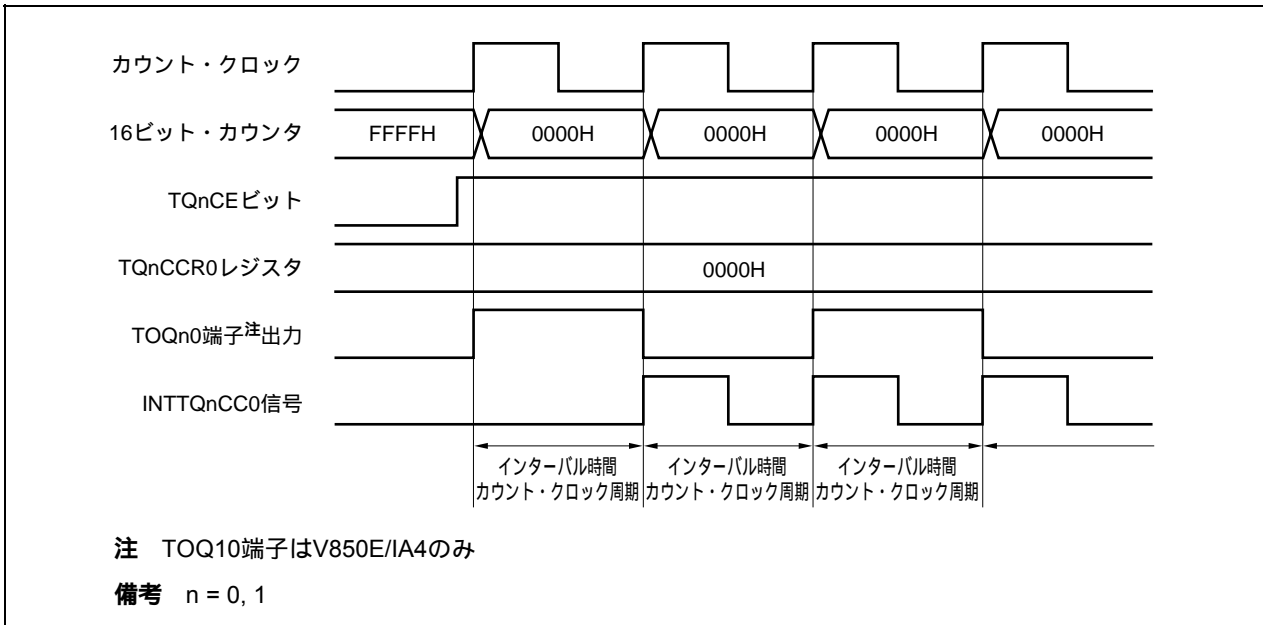 カウント・クロック
16ビット・カウンタ FFFFH 0000H 0000H 0000H 0000H
TQnCEビット
TQnCCR0レジスタ 0000H
TOQn0端子注出力
INTTQnCC0信号
インターバル時間 インターバル時間 インターバル時間
カウント・クロック周期 カウント・クロック周期 カウント・クロック周期
注 TOQ10端子はV850E/IA4のみ
備考 n = 0, 1